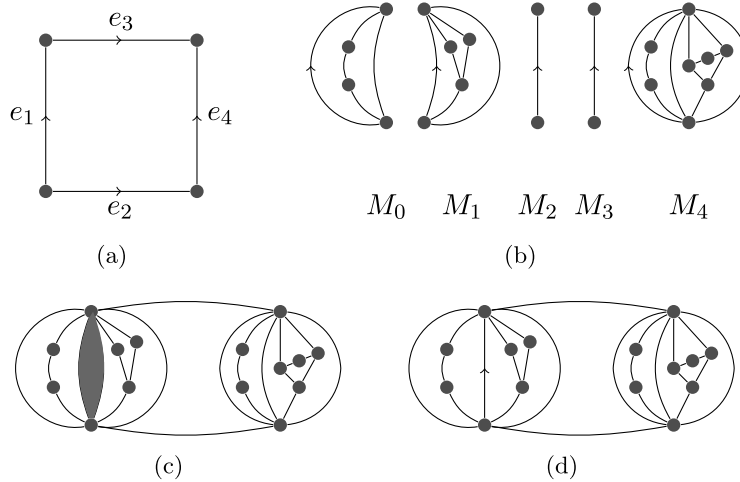 e₃
e₁ e₄
e₂
M₀ M₁ M₂ M₃ M₄
(a) (b)
(c) (d)